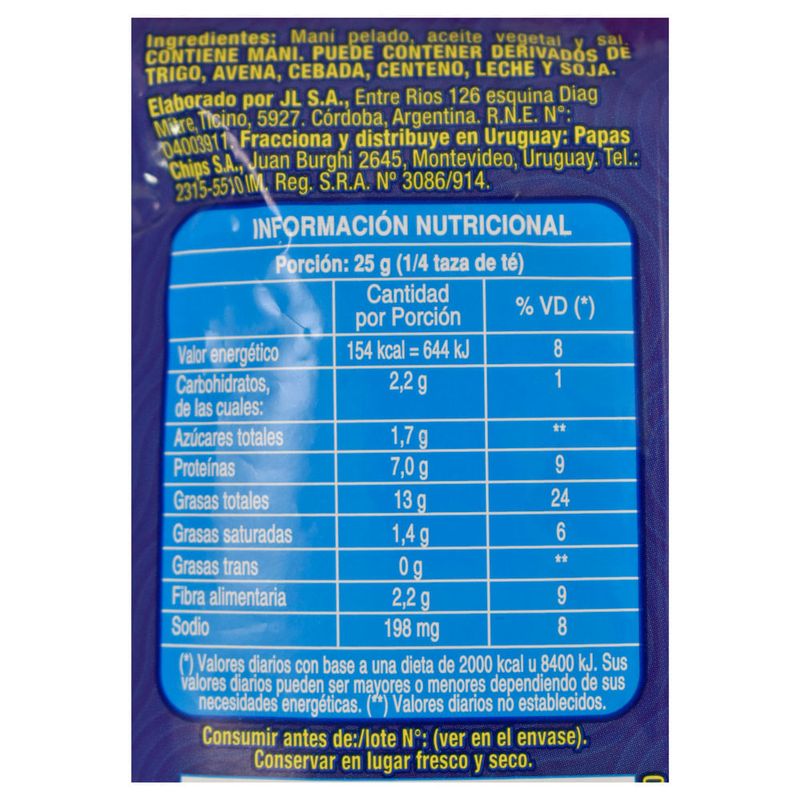 Ingredientes: Maní pelado, aceite vegetal y sal.
CONTIENE MANI. PUEDE CONTENER DERIVADOS DE
TRIGO, AVENA, CEBADA, CENTENO, LECHE Y SOJA.
Elaborado por JL S.A., Entre Rios 126 esquina Diag
Mitre, Ticino, 5927. Córdoba, Argentina. R.N.E. N°:
04003911. Fracciona y distribuye en Uruguay: Papas
Chips S.A., Juan Burghi 2645, Montevideo, Uruguay. Tel.:
2315-5510 IM. Reg. S.R.A. Nº 3086/914.
INFORMACIÓN NUTRICIONAL
Porción: 25 g (1/4 taza de té)
Cantidad
por Porción % VD (*)
Valor energético 154 kcal = 644 kJ 8
Carbohidratos, 2,2 g 1
de las cuales:
Azúcares totales 1,7 g **
Proteínas 7,0 g 9
Grasas totales 13 g 24
Grasas saturadas 1,4 g 6
Grasas trans 0 g **
Fibra alimentaria 2,2 g 9
Sodio 198 mg 8
(*) Valores diarios con base a una dieta de 2000 kcal u 8400 kJ. Sus
valores diarios pueden ser mayores o menores dependiendo de sus
necesidades energéticas. (**) Valores diarios no establecidos.
Consumir antes de:/lote N°: (ver en el envase).
Conservar en lugar fresco y seco.